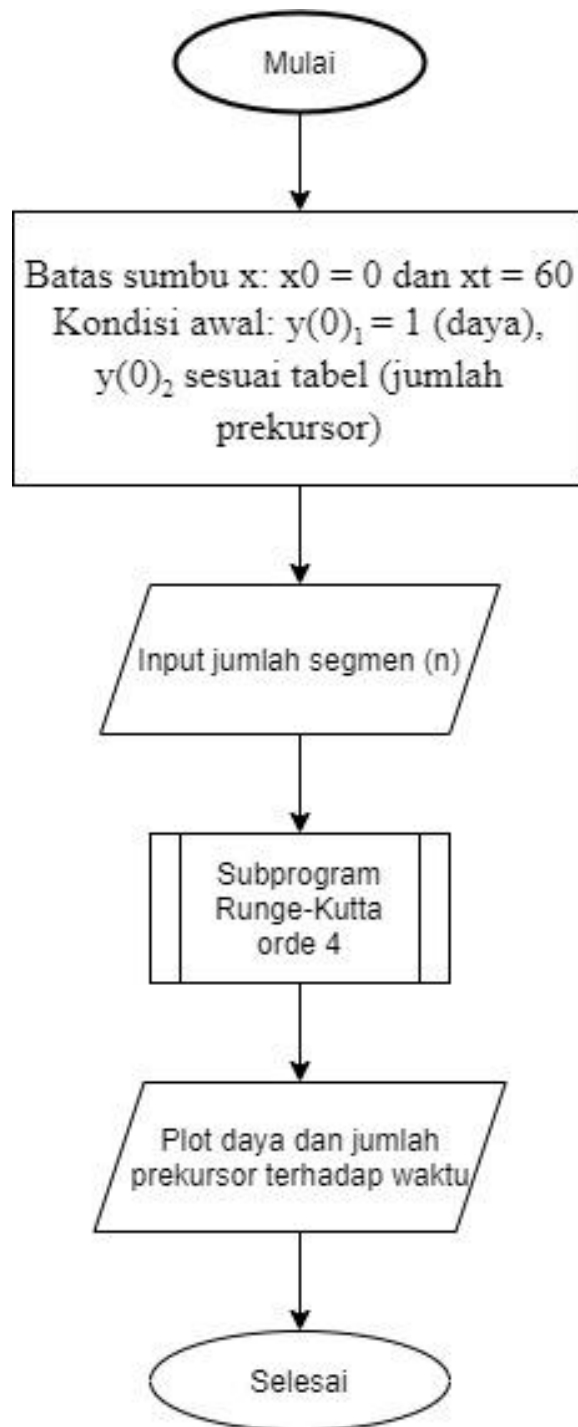 Mulai
Batas sumbu x: x0 = 0 dan xt = 60
Kondisi awal: y(0)₁ = 1 (daya),
y(0)₂ sesuai tabel (jumlah
prekursor)
Input jumlah segmen (n)
Subprogram
Runge-Kutta
orde 4
Plot daya dan jumlah
prekursor terhadap waktu
Selesai